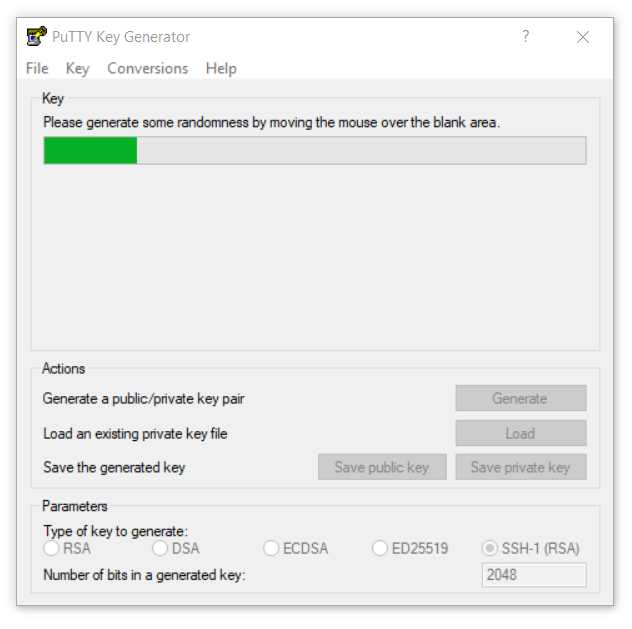 PuTTY Key Generator ?
File Key Conversions Help
Key
Please generate some randomness by moving the mouse over the blank area.
Actions
Generate a public/private key pair Generate
Load an existing private key file Load
Save the generated key Save public key Save private key
Parameters
Type of key to generate:
RSA DSA ECDSA ED25519 SSH-1 (RSA)
Number of bits in a generated key: 2048